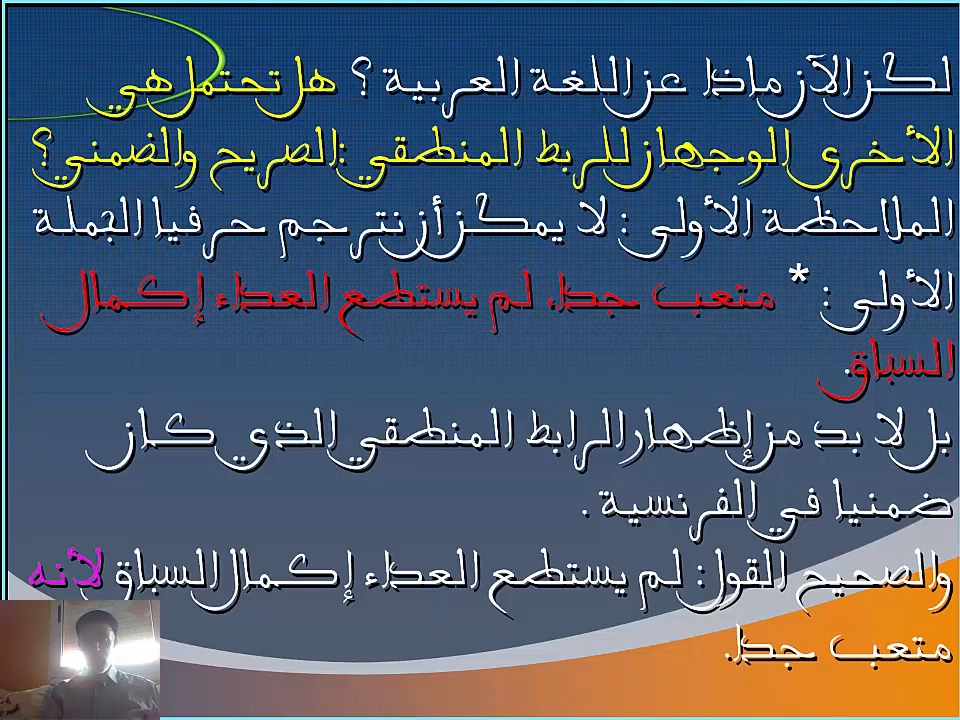 لكن الآن ماذا عن اللغة العربية ؟ هل تحتمل هي
الأخرى الوجهان للربط المنطقي :الصريح والضمني؟
الملاحظة الأولى : لا يمكن أن نترجم حرفيا الجملة
الأولى : * متعب جدا، لم يستطع العداء إكمال
السباق.
بل لا بد من إظهار الرابط المنطقي الذي كان
ضمنيا في الفرنسية .
والصحيح القول: لم يستطع العداء إكمال السباق لأنه
متعب جدا.